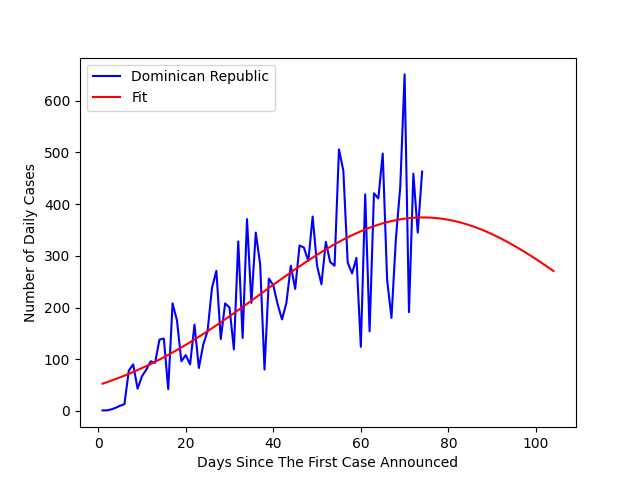 Dominican Republic
Fit
600
500
400
300
200
100
0
Number of Daily Cases
0 20 40 60 80 100
Days Since The First Case Announced